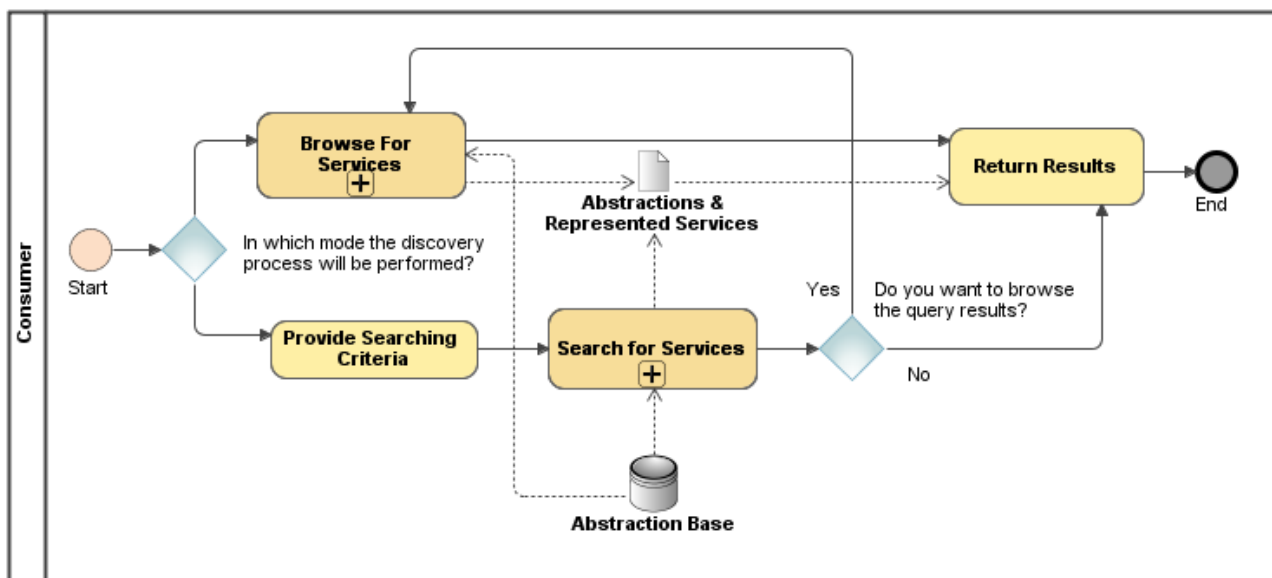 Consumer
Start
In which mode the discovery
process will be performed?
Browse For
Services
Provide Searching
Criteria
Abstractions &
Represented Services
Search for Services
Abstraction Base
Yes
Do you want to browse
the query results?
No
Return Results
End